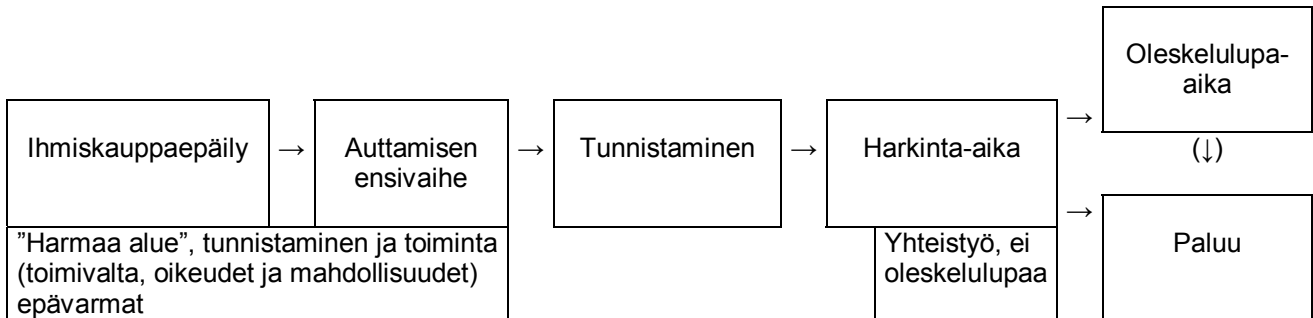 Ihmiskauppaepäily
→
Auttamisen
ensivaihe
→
Tunnistaminen
→
Harkinta-aika
→
Oleskelulupa-
aika
(↓)
→
Paluu
”Harmaa alue”, tunnistaminen ja toiminta
(toimivalta, oikeudet ja mahdollisuudet)
epävarmat
Yhteistyö, ei
oleskelulupaa